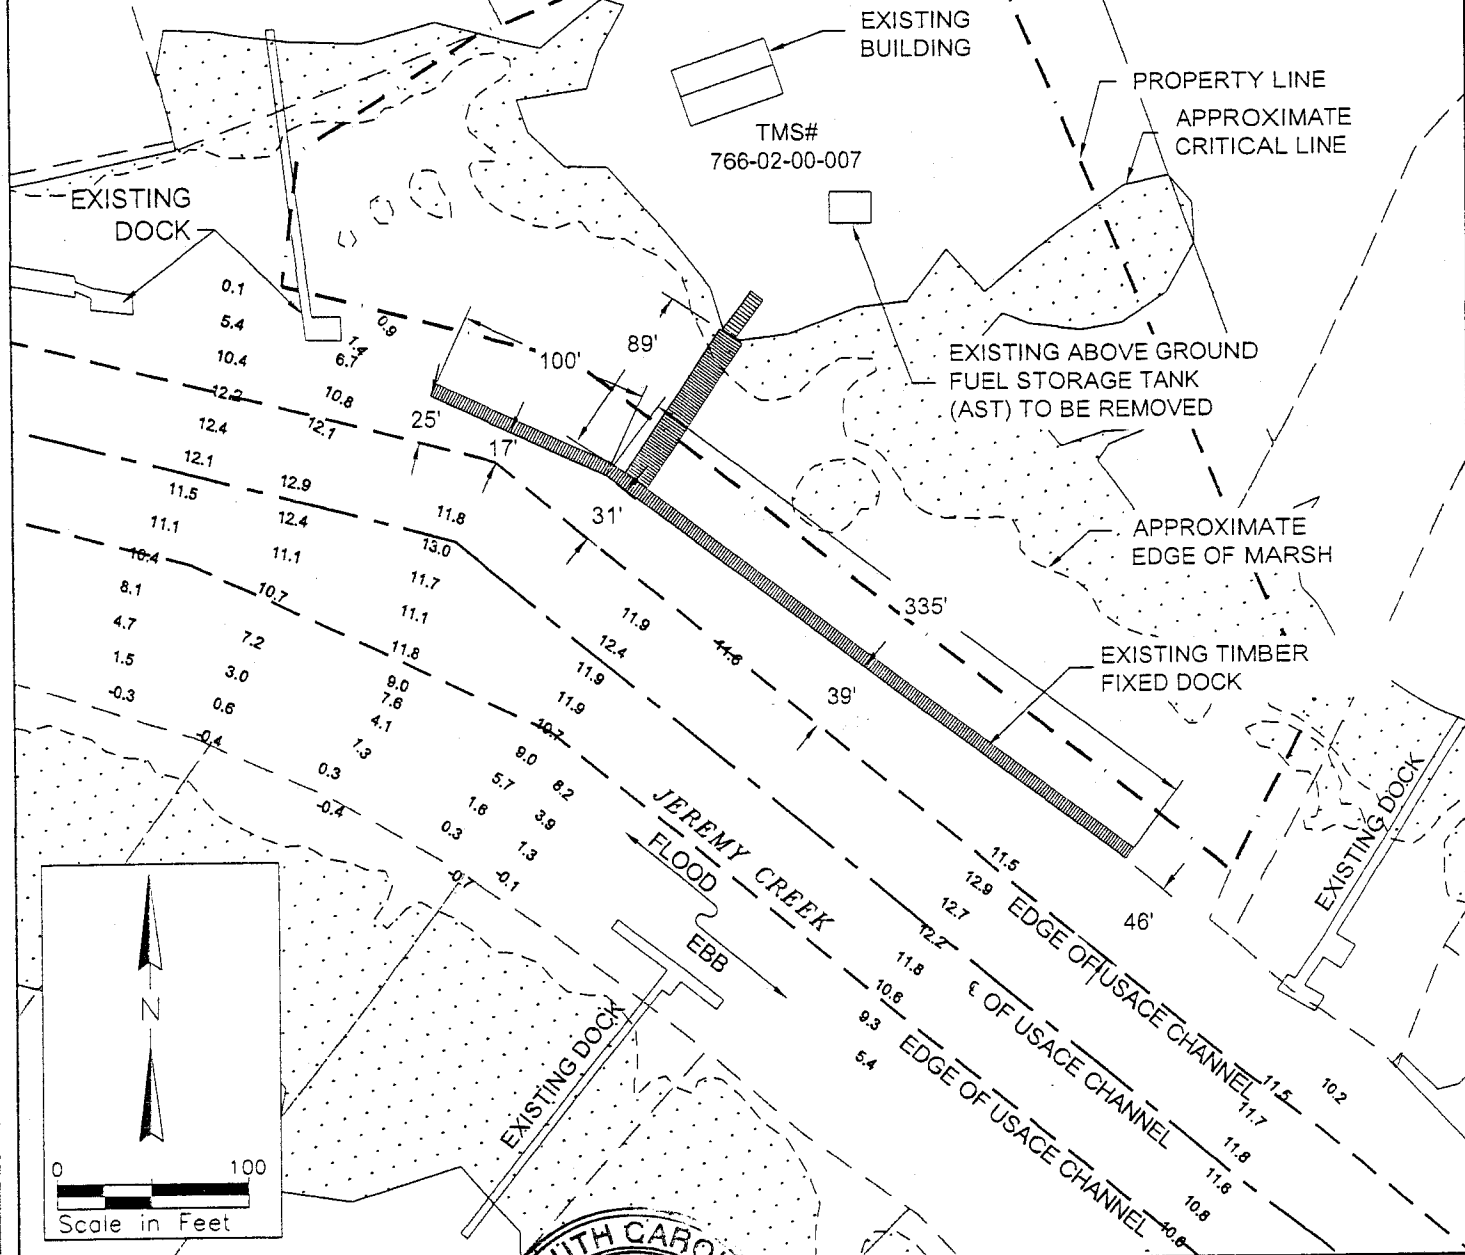 EXISTING
BUILDING
PROPERTY LINE
APPROXIMATE
CRITICAL LINE
TMS#
766-02-00-007
EXISTING
DOCK
0.1
5.4
10.4
12.2
12.4
12.1
11.5
11.1
10.4
8.1
4.7
1.5
-0.3
0.9
1.4
6.7
10.8
12.1
12.9
12.4
11.1
10.7
7.2
3.0
0.6
-0.4
100'
89'
25'
17'
31'
EXISTING ABOVE GROUND
FUEL STORAGE TANK
(AST) TO BE REMOVED
APPROXIMATE
EDGE OF MARSH
335'
EXISTING TIMBER
FIXED DOCK
39'
46'
11.8
13.0
11.7
11.1
11.8
9.0
7.6
4.1
1.3
0.3
-0.4
11.9
12.4
11.9
11.9
10.7
9.0
5.7
1.6
0.3
-0.7
11.6
8.2
3.9
1.3
-0.1
JEREMY CREEK
FLOOD
EBB
EXISTING DOCK
EXISTING DOCK
11.5
12.9
12.7
12.2
11.8
10.6
9.3
5.4
EDGE OF USACE CHANNEL
℄ OF USACE CHANNEL
EDGE OF USACE CHANNEL
10.2
11.5
11.7
11.8
11.6
10.8
10.6
N
0 100
Scale in Feet
UTH CARO